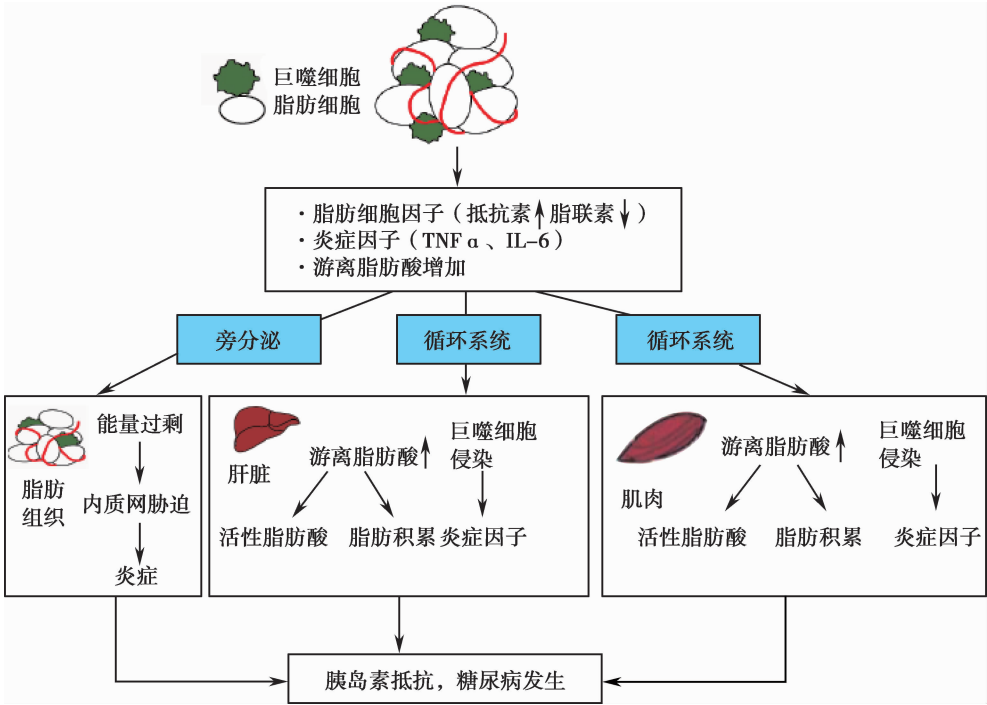 巨噬细胞
脂肪细胞
·脂肪细胞因子（抵抗素↑脂联素↓）
·炎症因子（TNFα、IL-6）
·游离脂肪酸增加
旁分泌
循环系统
循环系统
脂肪
组织
能量过剩
内质网胁迫
炎症
肝脏
游离脂肪酸↑
活性脂肪酸
脂肪积累
巨噬细胞
侵染
炎症因子
肌肉
游离脂肪酸↑
活性脂肪酸
脂肪积累
巨噬细胞
侵染
炎症因子
胰岛素抵抗，糖尿病发生